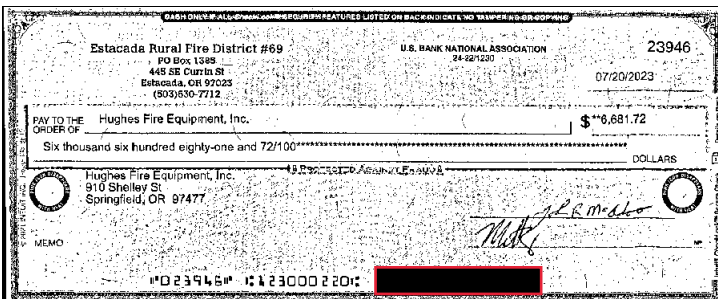 Estacada Rural Fire District #69
PO Box 1385
445 SE Currin St
Estacada, OR 97023
(503)630-7712
U.S. BANK NATIONAL ASSOCIATION
24-22/1230
23946
07/20/2023
PAY TO THE
ORDER OF
Hughes Fire Equipment, Inc.
$ **6,681.72
Six thousand six hundred eighty-one and 72/100*******************************************
DOLLARS
Hughes Fire Equipment, Inc.
910 Shelley St
Springfield, OR 97477
MEMO
⑈023946⑈ ⑆123000220⑆